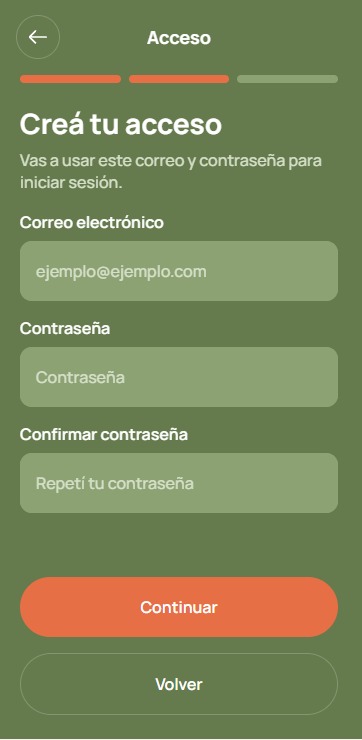 Acceso
Creá tu acceso
Vas a usar este correo y contraseña para
iniciar sesión.
Correo electrónico
ejemplo@ejemplo.com
Contraseña
Contraseña
Confirmar contraseña
Repetí tu contraseña
Continuar
Volver